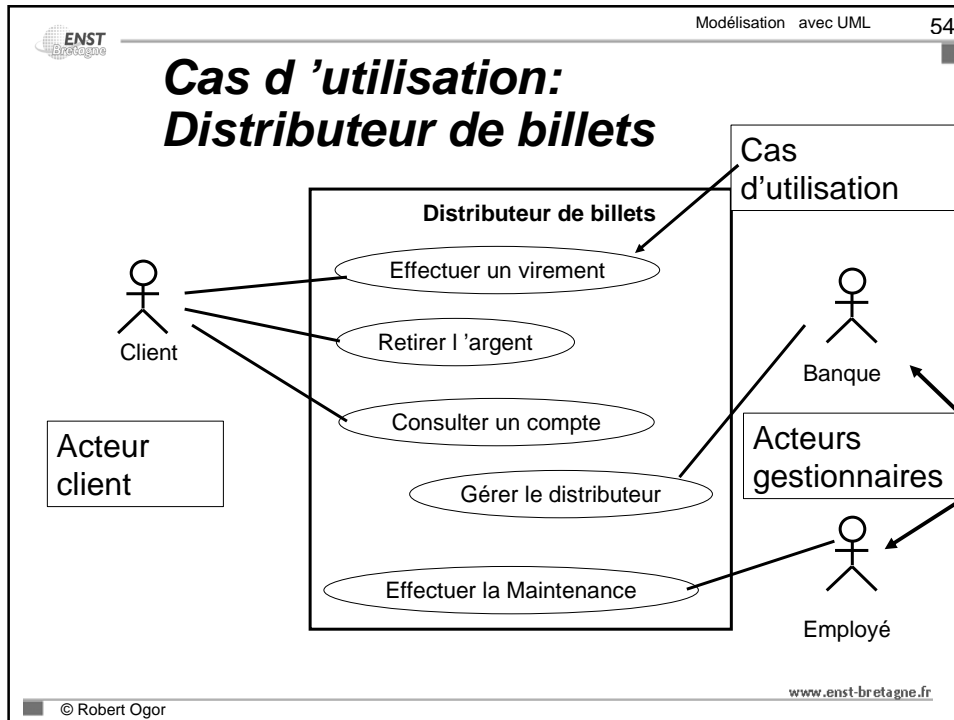 Modélisation avec UML
54
ENST
Bretagne
Cas d ’utilisation:
Distributeur de billets
Cas
d’utilisation
Distributeur de billets
Effectuer un virement
Client
Retirer l ’argent
Banque
Consulter un compte
Acteur
client
Acteurs
gestionnaires
Gérer le distributeur
Effectuer la Maintenance
Employé
www.enst-bretagne.fr
© Robert Ogor